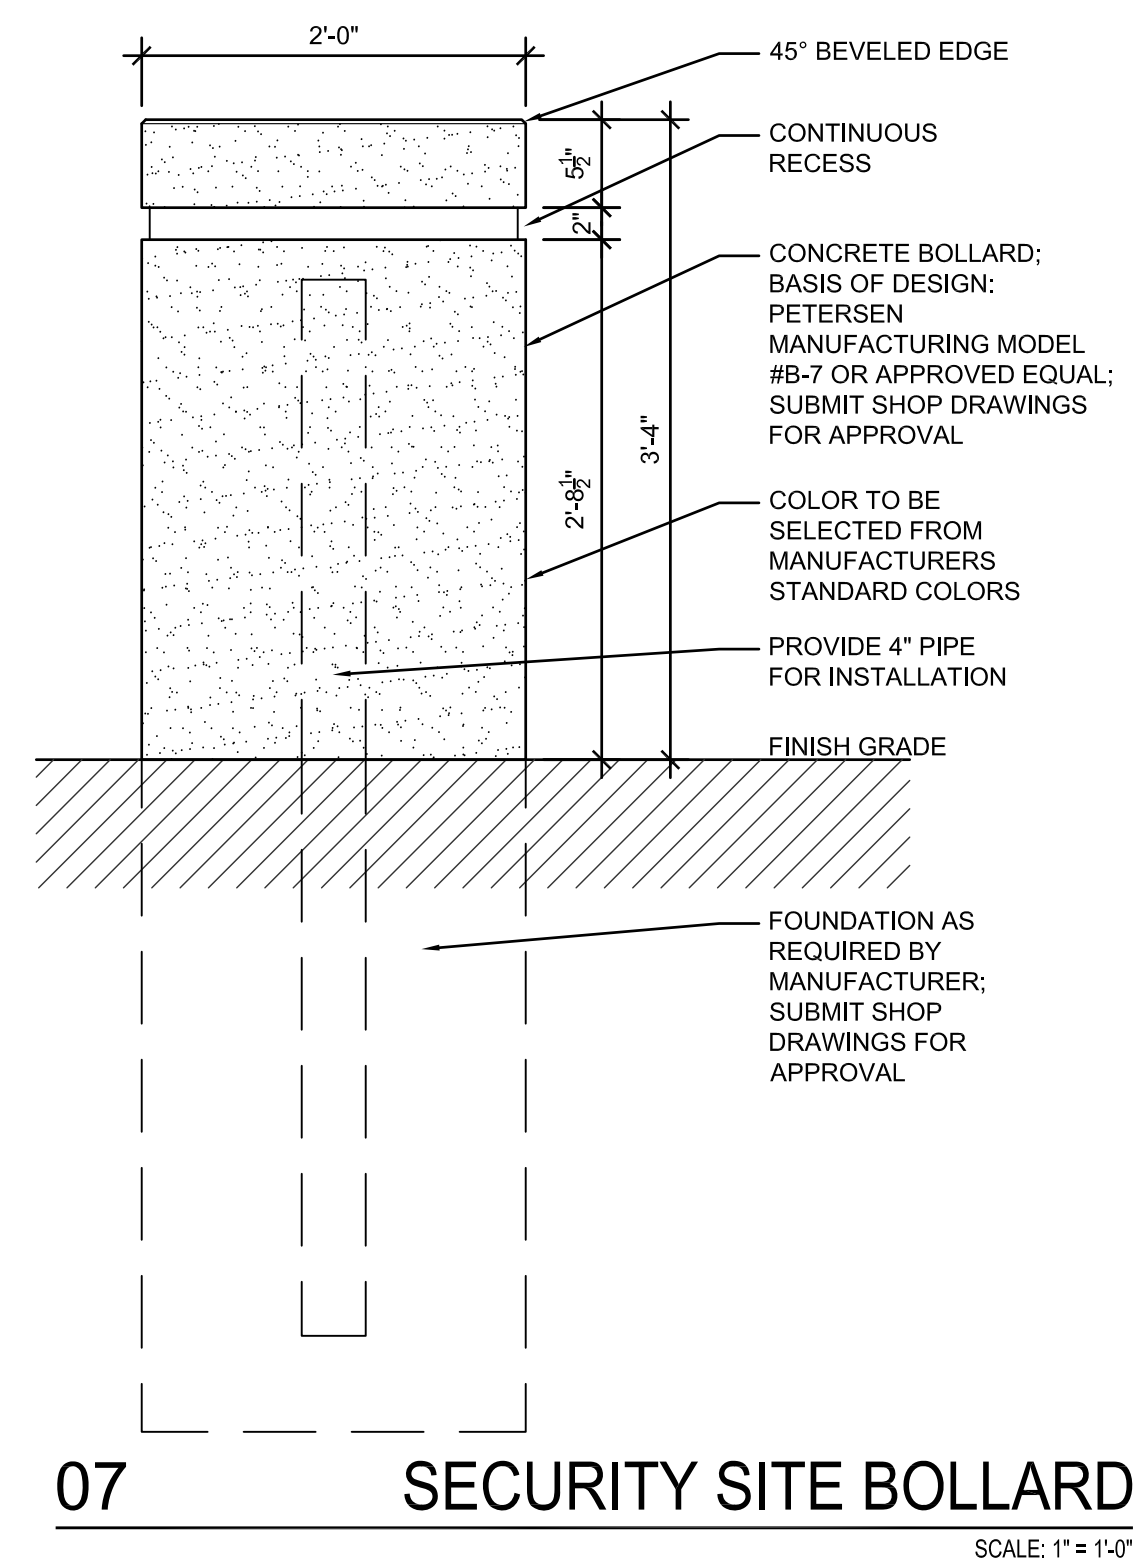 2'-0"
45° BEVELED EDGE
CONTINUOUS
RECESS
5½"
2"
CONCRETE BOLLARD;
BASIS OF DESIGN:
PETERSEN
MANUFACTURING MODEL
#B-7 OR APPROVED EQUAL;
SUBMIT SHOP DRAWINGS
FOR APPROVAL
3'-4"
2'-8½"
COLOR TO BE
SELECTED FROM
MANUFACTURERS
STANDARD COLORS
PROVIDE 4" PIPE
FOR INSTALLATION
FINISH GRADE
FOUNDATION AS
REQUIRED BY
MANUFACTURER;
SUBMIT SHOP
DRAWINGS FOR
APPROVAL
07 SECURITY SITE BOLLARD
SCALE: 1" = 1'-0"